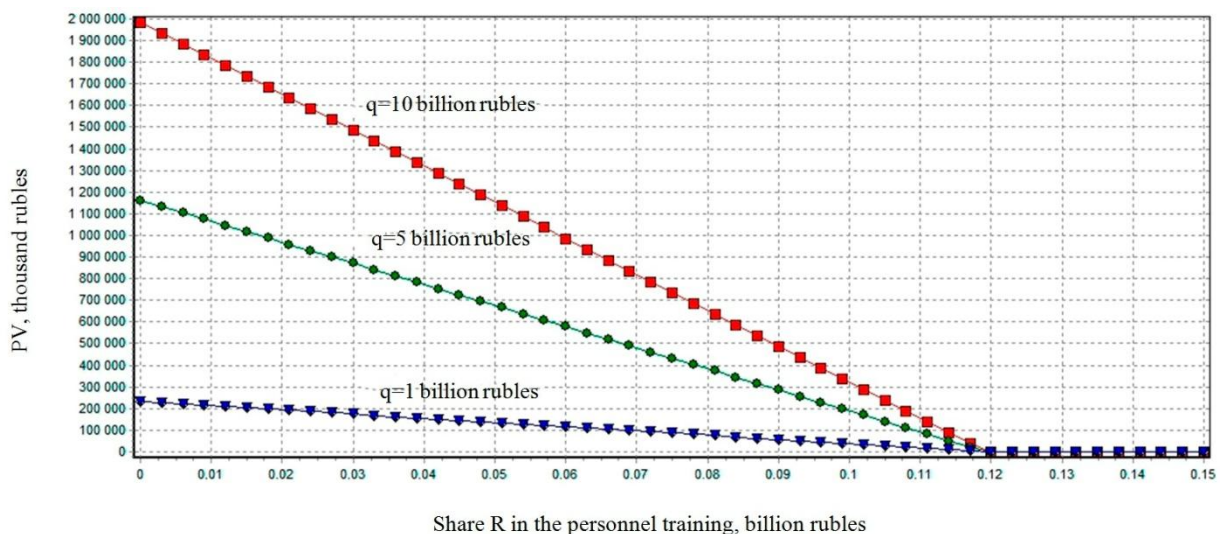 PV, thousand rubles
2 000 000
1 900 000
1 800 000
1 700 000
1 600 000
1 500 000
1 400 000
1 300 000
1 200 000
1 100 000
1 000 000
900 000
800 000
700 000
600 000
500 000
400 000
300 000
200 000
100 000
0
q=10 billion rubles
q=5 billion rubles
q=1 billion rubles
0 0.01 0.02 0.03 0.04 0.05 0.06 0.07 0.08 0.09 0.1 0.11 0.12 0.13 0.14 0.15
Share R in the personnel training, billion rubles